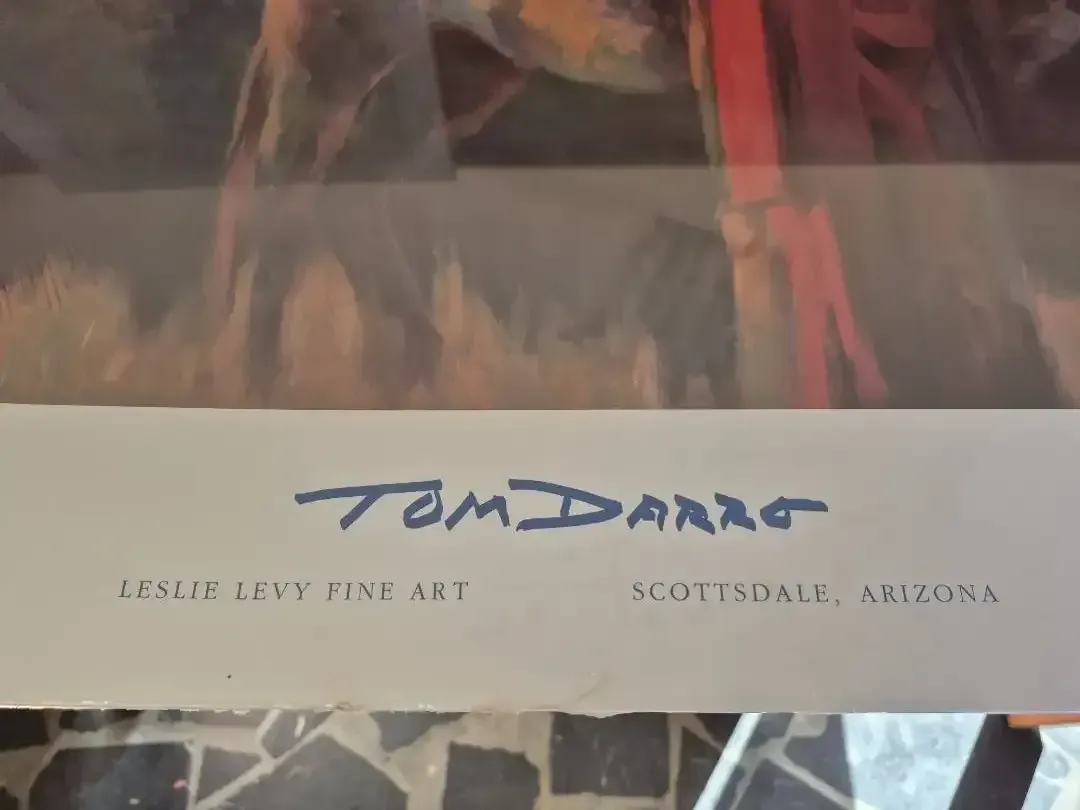 TOM DARRO
LESLIE LEVY FINE ART
SCOTTSDALE, ARIZONA